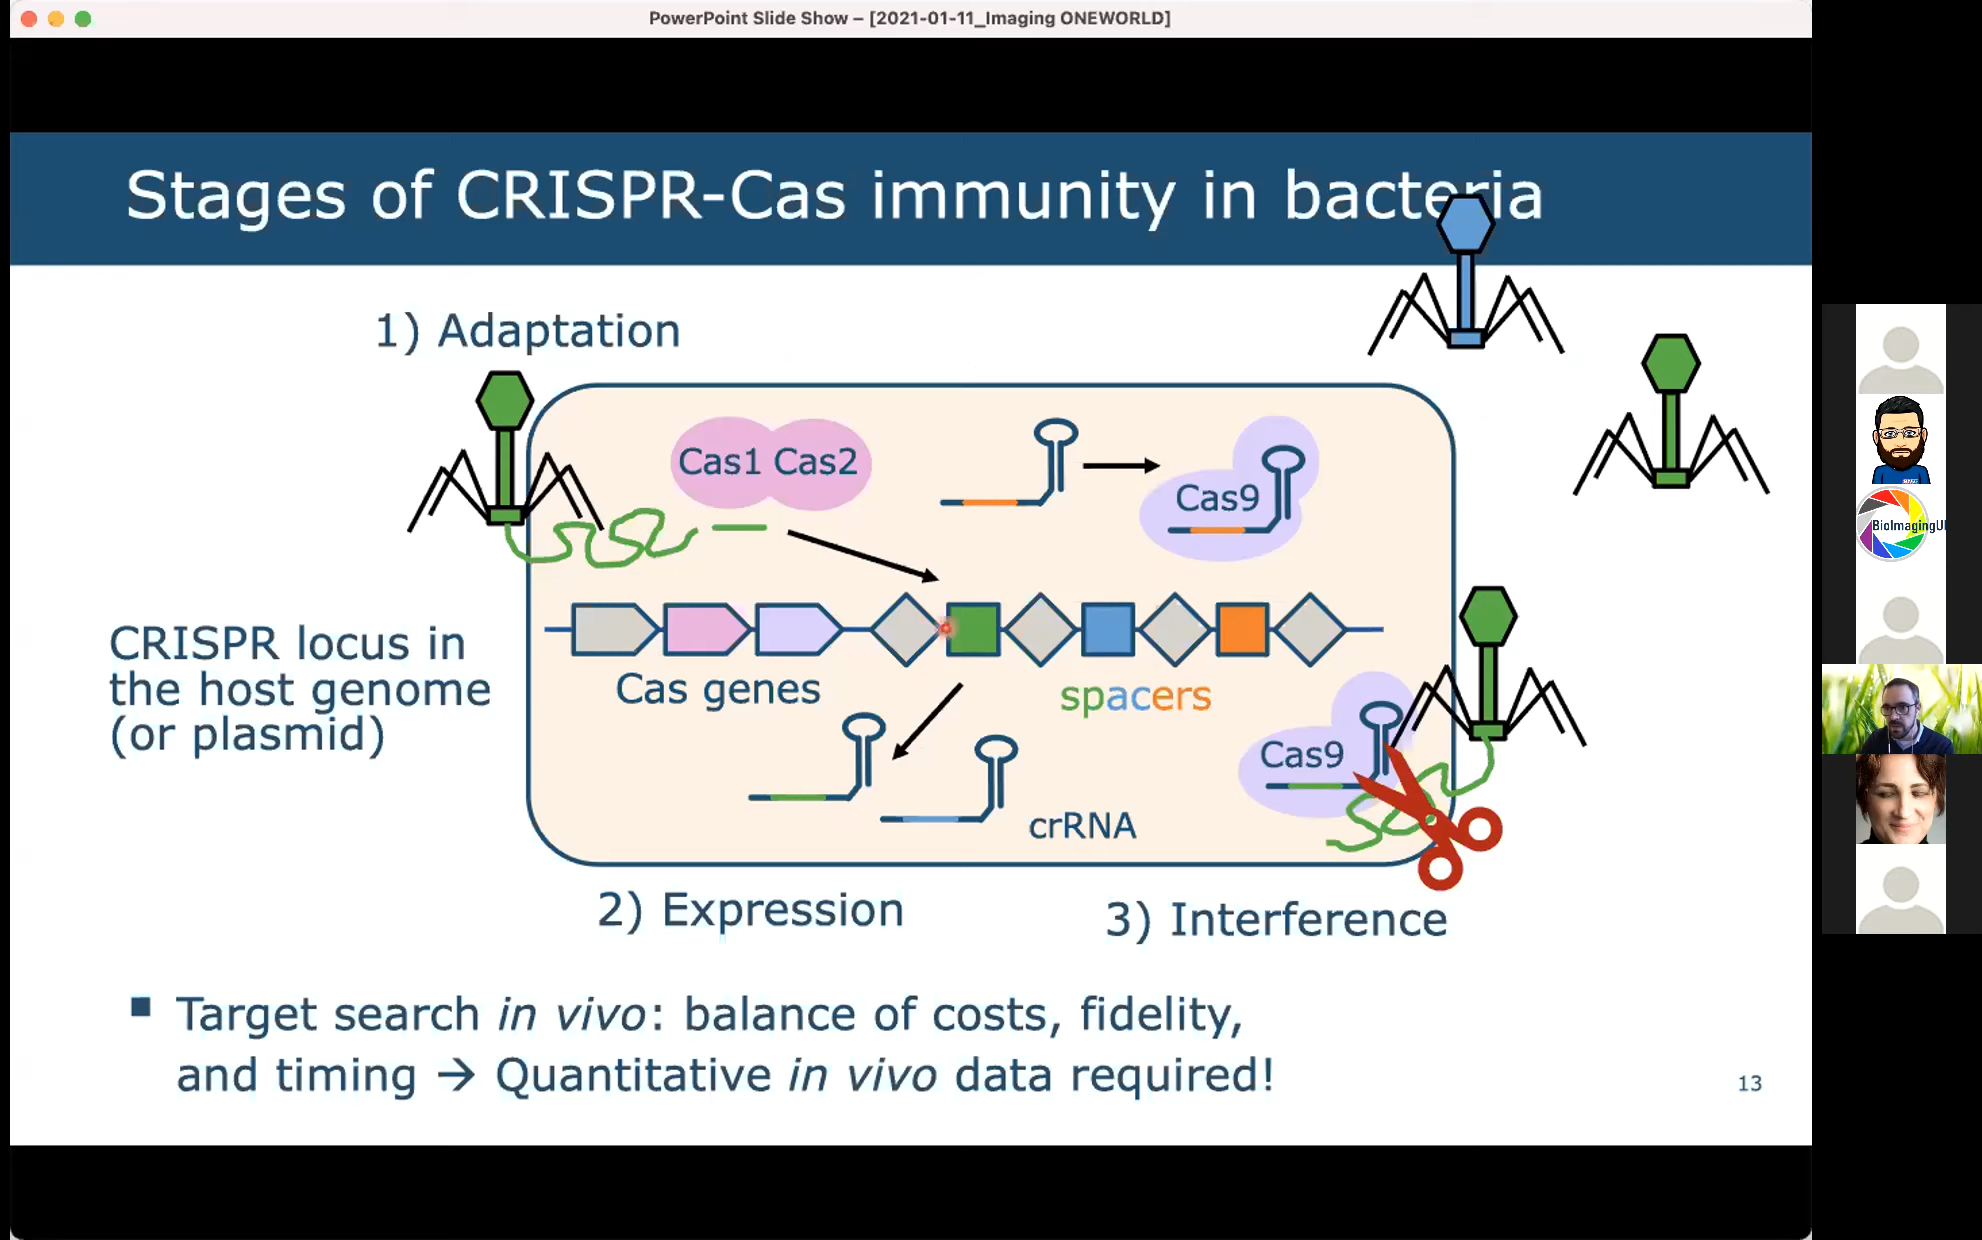 PowerPoint Slide Show – [2021-01-11_Imaging ONEWORLD]
Stages of CRISPR-Cas immunity in bacteria
1) Adaptation
Cas1 Cas2
Cas9
CRISPR locus in
the host genome
(or plasmid)
Cas genes
spacers
Cas9
crRNA
2) Expression
3) Interference
▪ Target search in vivo: balance of costs, fidelity,
and timing → Quantitative in vivo data required!
13
BioImagingU